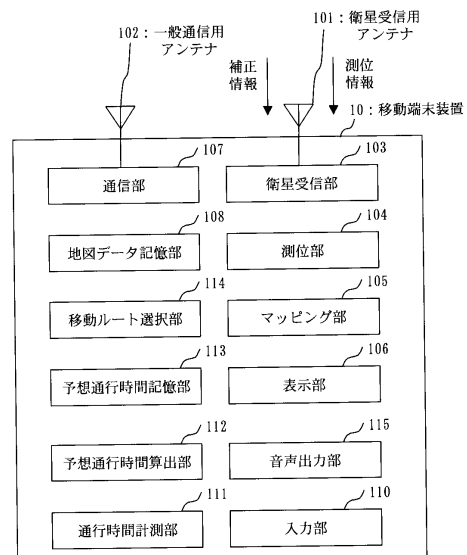 102:一般通信用
アンテナ
101:衛星受信用
アンテナ
補正
情報
測位
情報
10:移動端末装置
107
通信部
103
衛星受信部
108
地図データ記憶部
104
測位部
114
移動ルート選択部
105
マッピング部
113
予想通行時間記憶部
106
表示部
112
予想通行時間算出部
115
音声出力部
111
通行時間計測部
110
入力部